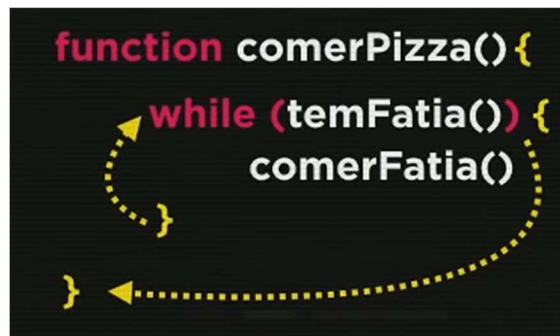 function comerPizza() {
while (temFatia()) {
comerFatia()
}
}